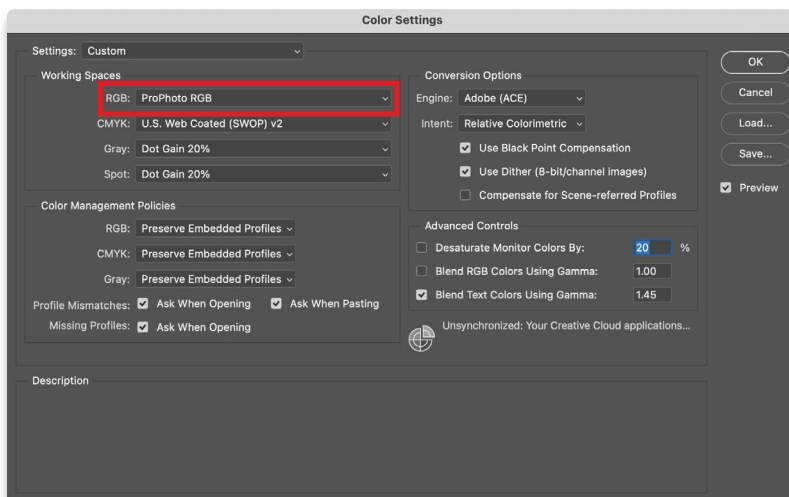 Color Settings
Settings: Custom
Working Spaces
RGB: ProPhoto RGB
CMYK: U.S. Web Coated (SWOP) v2
Gray: Dot Gain 20%
Spot: Dot Gain 20%
Color Management Policies
RGB: Preserve Embedded Profiles
CMYK: Preserve Embedded Profiles
Gray: Preserve Embedded Profiles
Profile Mismatches: Ask When Opening Ask When Pasting
Missing Profiles: Ask When Opening
Conversion Options
Engine: Adobe (ACE)
Intent: Relative Colorimetric
Use Black Point Compensation
Use Dither (8-bit/channel images)
Compensate for Scene-referred Profiles
Advanced Controls
Desaturate Monitor Colors By: 20 %
Blend RGB Colors Using Gamma: 1.00
Blend Text Colors Using Gamma: 1.45
Unsynchronized: Your Creative Cloud applications...
OK
Cancel
Load...
Save...
Preview
Description